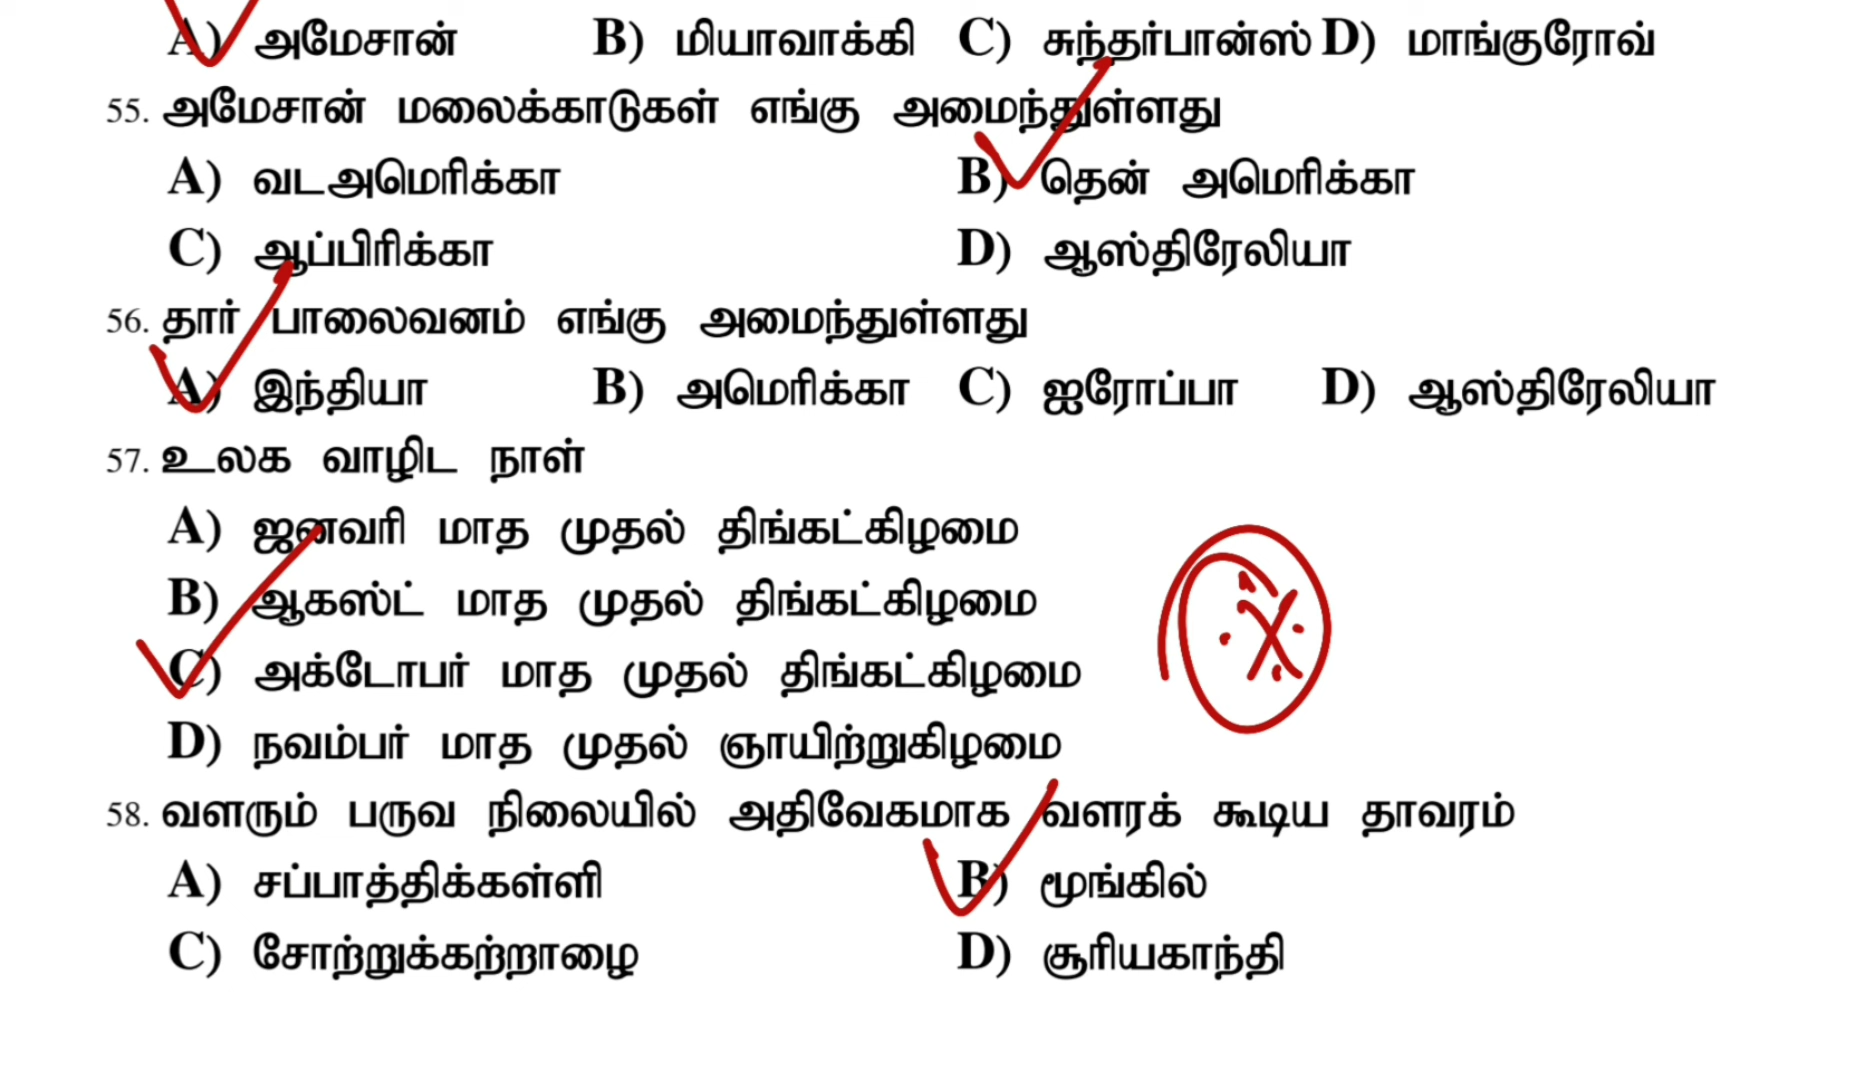 A) அமேசான் B) மியாவாக்கி C) சுந்தர்பான்ஸ் D) மாங்குரோவ்
55. அமேசான் மலைக்காடுகள் எங்கு அமைந்துள்ளது
A) வடஅமெரிக்கா B) தென் அமெரிக்கா
C) ஆப்பிரிக்கா D) ஆஸ்திரேலியா
56. தார் பாலைவனம் எங்கு அமைந்துள்ளது
A) இந்தியா B) அமெரிக்கா C) ஐரோப்பா D) ஆஸ்திரேலியா
57. உலக வாழிட நாள்
A) ஜனவரி மாத முதல் திங்கட்கிழமை
B) ஆகஸ்ட் மாத முதல் திங்கட்கிழமை
C) அக்டோபர் மாத முதல் திங்கட்கிழமை
D) நவம்பர் மாத முதல் ஞாயிற்றுகிழமை
58. வளரும் பருவ நிலையில் அதிவேகமாக வளரக் கூடிய தாவரம்
A) சப்பாத்திக்கள்ளி B) மூங்கில்
C) சோற்றுக்கற்றாழை D) சூரியகாந்தி